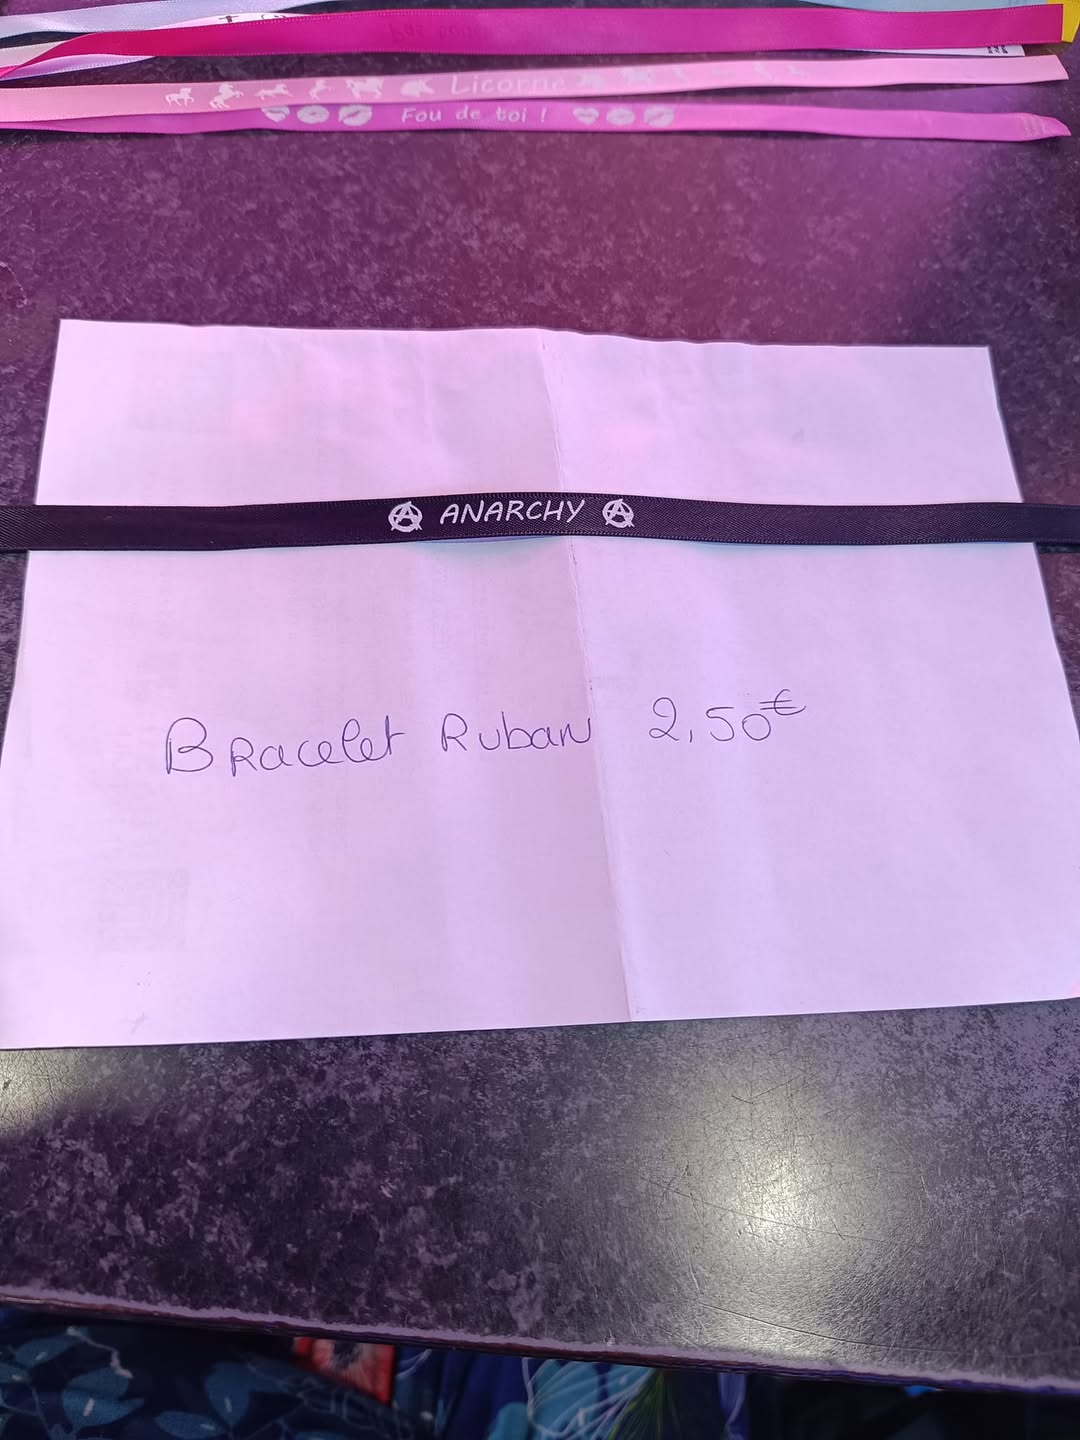 Licorne
Fou de toi !
ANARCHY
Bracelet Ruban 2,50€